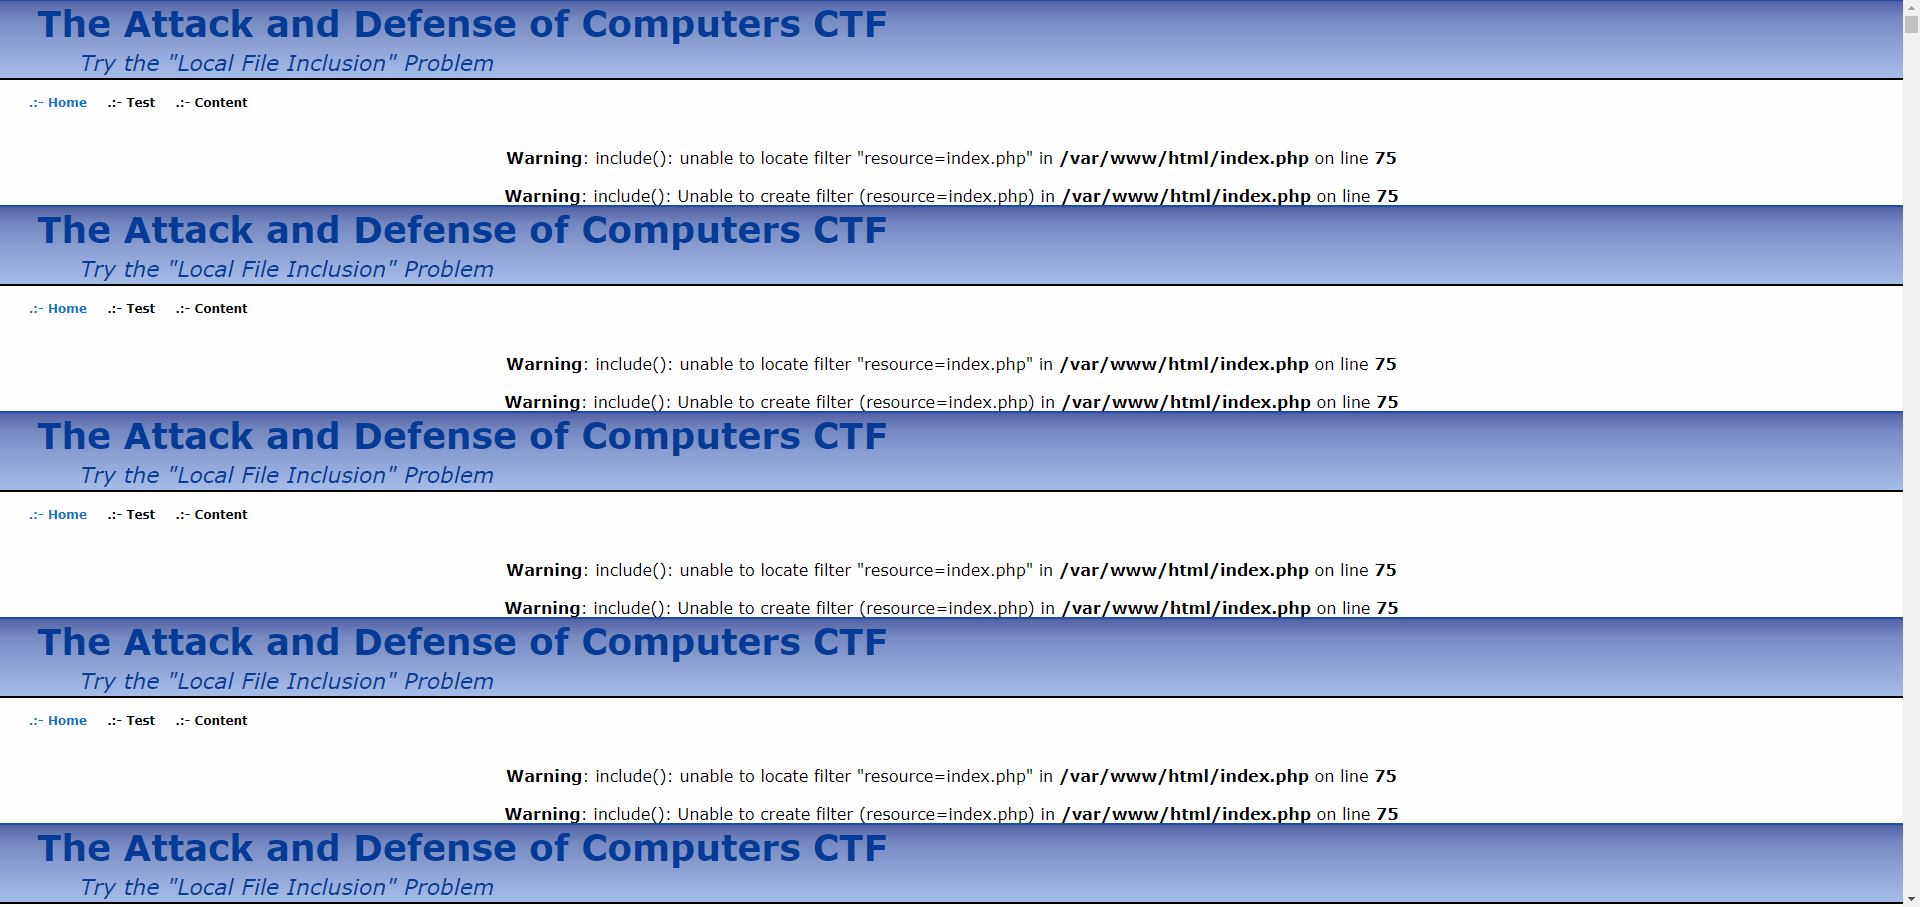 The Attack and Defense of Computers CTF
Try the "Local File Inclusion" Problem
.:- Home .:- Test .:- Content
Warning: include(): unable to locate filter "resource=index.php" in /var/www/html/index.php on line 75
Warning: include(): Unable to create filter (resource=index.php) in /var/www/html/index.php on line 75
The Attack and Defense of Computers CTF
Try the "Local File Inclusion" Problem
.:- Home .:- Test .:- Content
Warning: include(): unable to locate filter "resource=index.php" in /var/www/html/index.php on line 75
Warning: include(): Unable to create filter (resource=index.php) in /var/www/html/index.php on line 75
The Attack and Defense of Computers CTF
Try the "Local File Inclusion" Problem
.:- Home .:- Test .:- Content
Warning: include(): unable to locate filter "resource=index.php" in /var/www/html/index.php on line 75
Warning: include(): Unable to create filter (resource=index.php) in /var/www/html/index.php on line 75
The Attack and Defense of Computers CTF
Try the "Local File Inclusion" Problem
.:- Home .:- Test .:- Content
Warning: include(): unable to locate filter "resource=index.php" in /var/www/html/index.php on line 75
Warning: include(): Unable to create filter (resource=index.php) in /var/www/html/index.php on line 75
The Attack and Defense of Computers CTF
Try the "Local File Inclusion" Problem